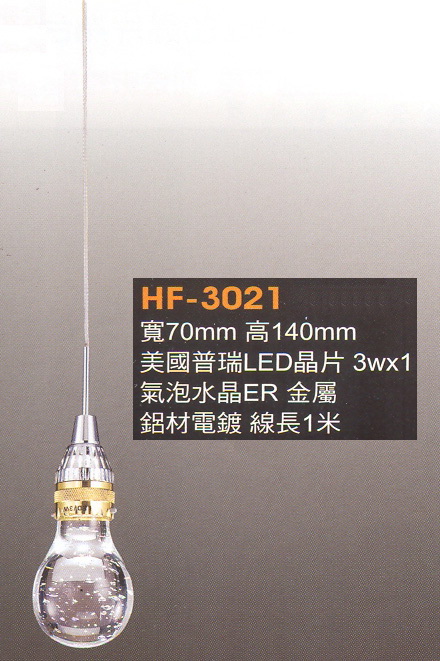 HF-3021
寬70mm 高140mm
美國普瑞LED晶片 3wx1
氣泡水晶ER 金屬
鋁材電鍍 線長1米